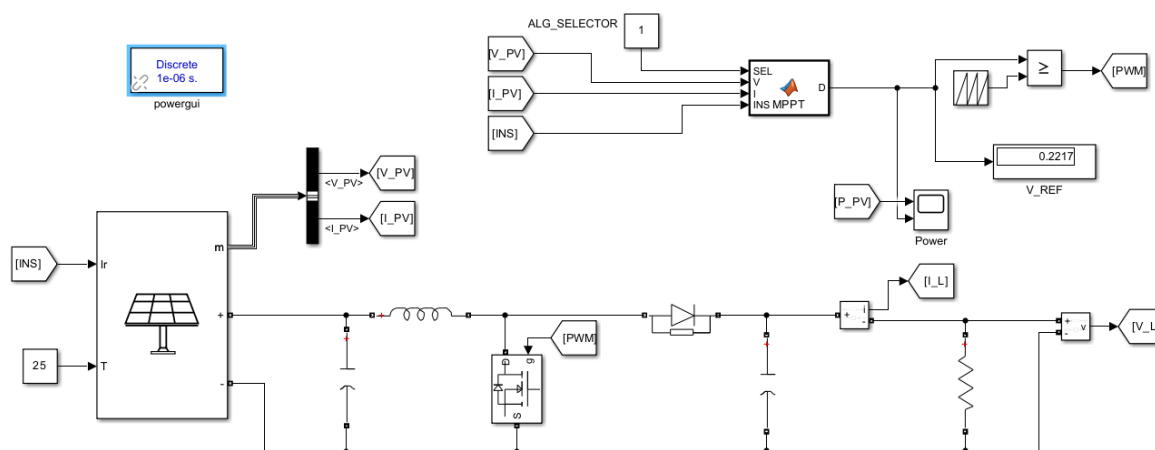 ALG_SELECTOR
1
[V_PV]
[I_PV]
[INS]
SEL
V
I
INS MPPT
D
≥
[PWM]
0.2217
V_REF
[P_PV]
Power
Discrete
1e-06 s.
powergui
<V_PV>
[V_PV]
<I_PV>
[I_PV]
[INS]
Ir
m
25
T
+
-
+
[PWM]
g
D
S
+
+
i
-
[I_L]
+
+
-
v
[V_L
+